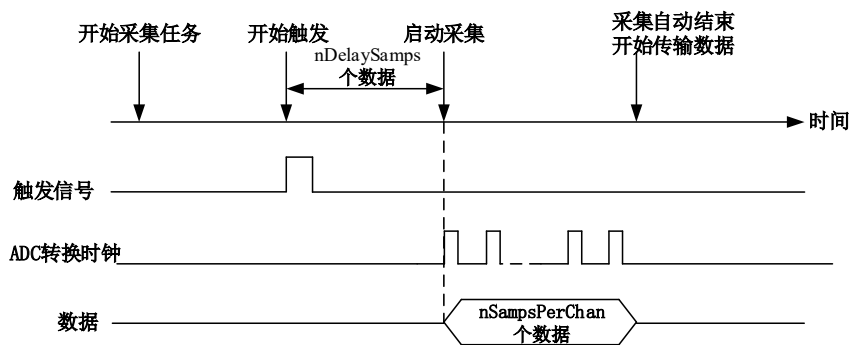 开始采集任务
开始触发
启动采集
采集自动结束
开始传输数据
nDelaySamps
个数据
时间
触发信号
ADC转换时钟
数据
nSampsPerChan
个数据